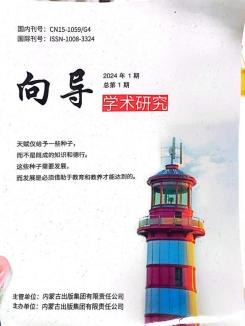 国内刊号：CN15-1059/G4
国际刊号：ISSN-1008-3324
向导
2024 年 1 期
总第 1 期
学术研究
天赋仅给予一些种子，
而不是既成的知识和德行。
这些种子需要发展，
而发展是必须借助于教育和教养才能达到的。
主管单位：内蒙古出版集团有限责任公司
主办单位：内蒙古出版集团有限责任公司